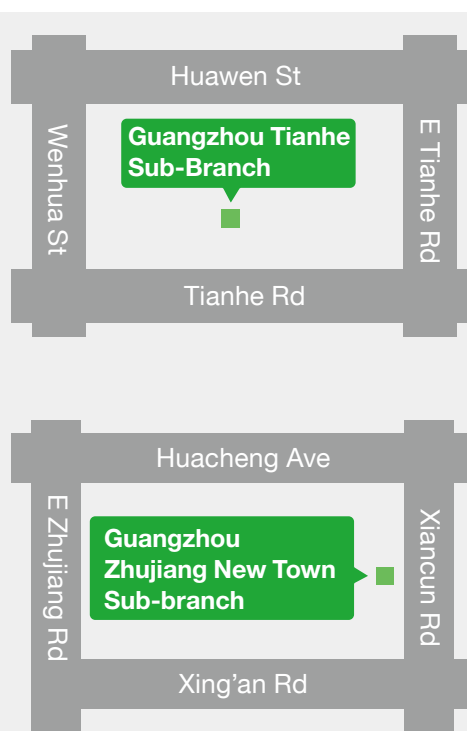 Huawen St
Wenhua St
Guangzhou Tianhe
Sub-Branch
E Tianhe Rd
Tianhe Rd
Huacheng Ave
E Zhujiang Rd
Guangzhou
Zhujiang New Town
Sub-branch
Xiancun Rd
Xing’an Rd